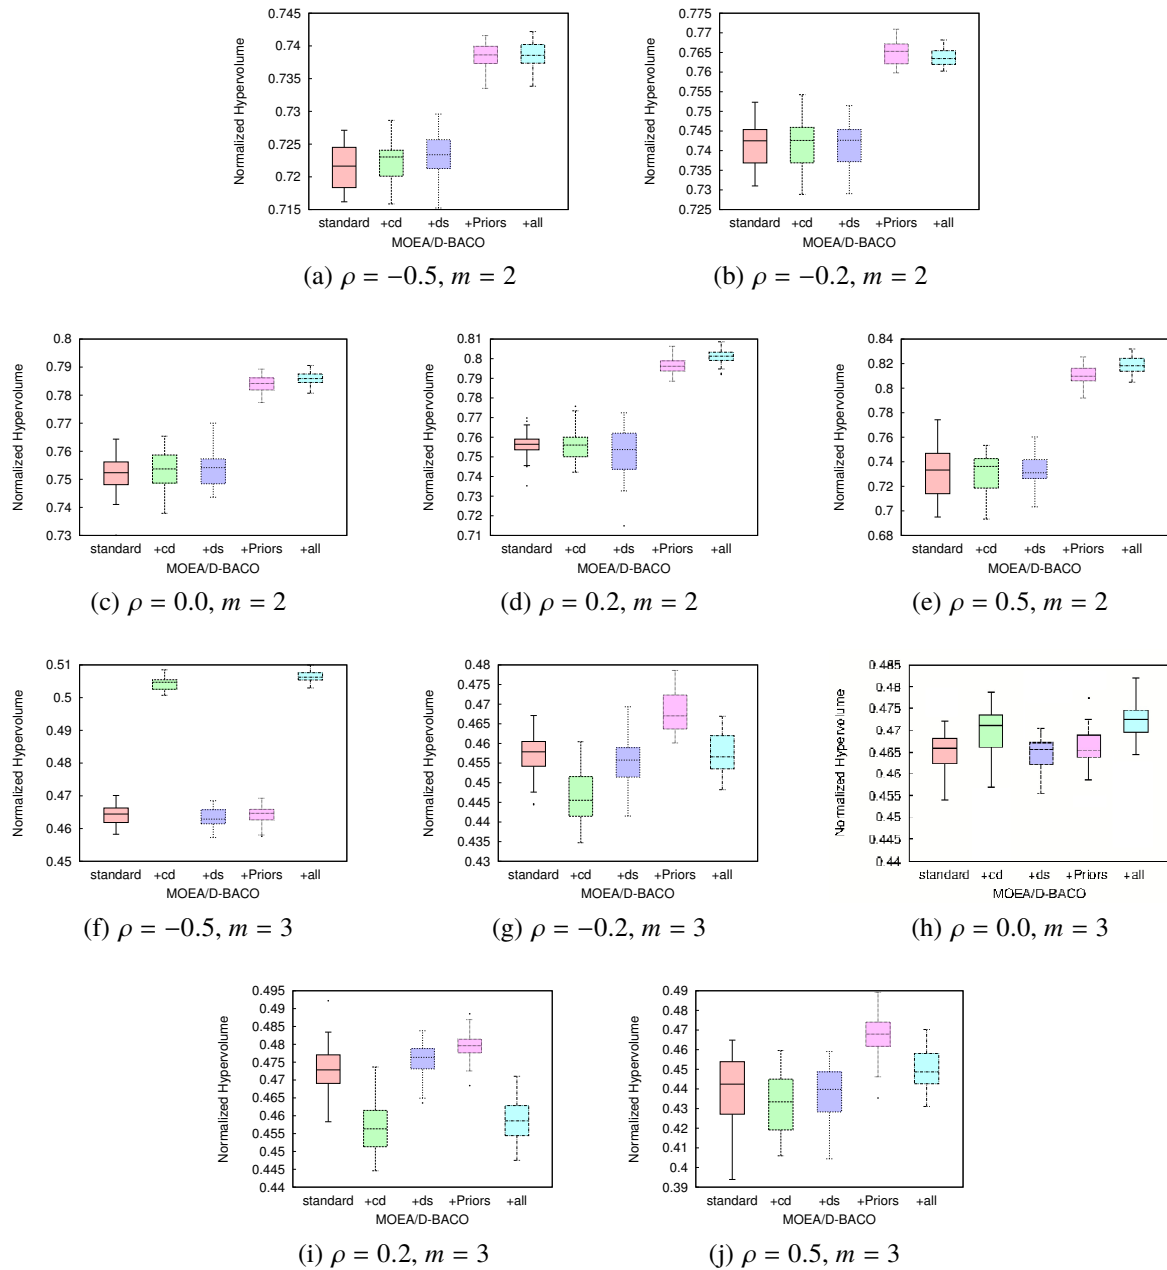 Normalized Hypervolume
0.745
0.74
0.735
0.73
0.725
0.72
0.715
standard +cd +ds +Priors +all
MOEA/D-BACO
(a) ρ = −0.5, m = 2
Normalized Hypervolume
0.775
0.77
0.765
0.76
0.755
0.75
0.745
0.74
0.735
0.73
0.725
standard +cd +ds +Priors +all
MOEA/D-BACO
(b) ρ = −0.2, m = 2
Normalized Hypervolume
0.8
0.79
0.78
0.77
0.76
0.75
0.74
0.73
standard +cd +ds +Priors +all
MOEA/D-BACO
(c) ρ = 0.0, m = 2
Normalized Hypervolume
0.81
0.8
0.79
0.78
0.77
0.76
0.75
0.74
0.73
0.72
0.71
standard +cd +ds +Priors +all
MOEA/D-BACO
(d) ρ = 0.2, m = 2
Normalized Hypervolume
0.84
0.82
0.8
0.78
0.76
0.74
0.72
0.7
0.68
standard +cd +ds +Priors +all
MOEA/D-BACO
(e) ρ = 0.5, m = 2
Normalized Hypervolume
0.51
0.5
0.49
0.48
0.47
0.46
0.45
standard +cd +ds +Priors +all
MOEA/D-BACO
(f) ρ = −0.5, m = 3
Normalized Hypervolume
0.48
0.475
0.47
0.465
0.46
0.455
0.45
0.445
0.44
0.435
0.43
standard +cd +ds +Priors +all
MOEA/D-BACO
(g) ρ = −0.2, m = 3
Normalized Hypervolume
0.485
0.48
0.475
0.47
0.465
0.46
0.455
0.45
0.445
0.44
standard +cd +ds +Priors +all
MOEA/D-BACO
(h) ρ = 0.0, m = 3
Normalized Hypervolume
0.495
0.49
0.485
0.48
0.475
0.47
0.465
0.46
0.455
0.45
0.445
0.44
standard +cd +ds +Priors +all
MOEA/D-BACO
(i) ρ = 0.2, m = 3
Normalized Hypervolume
0.49
0.48
0.47
0.46
0.45
0.44
0.43
0.42
0.41
0.4
0.39
standard +cd +ds +Priors +all
MOEA/D-BACO
(j) ρ = 0.5, m = 3